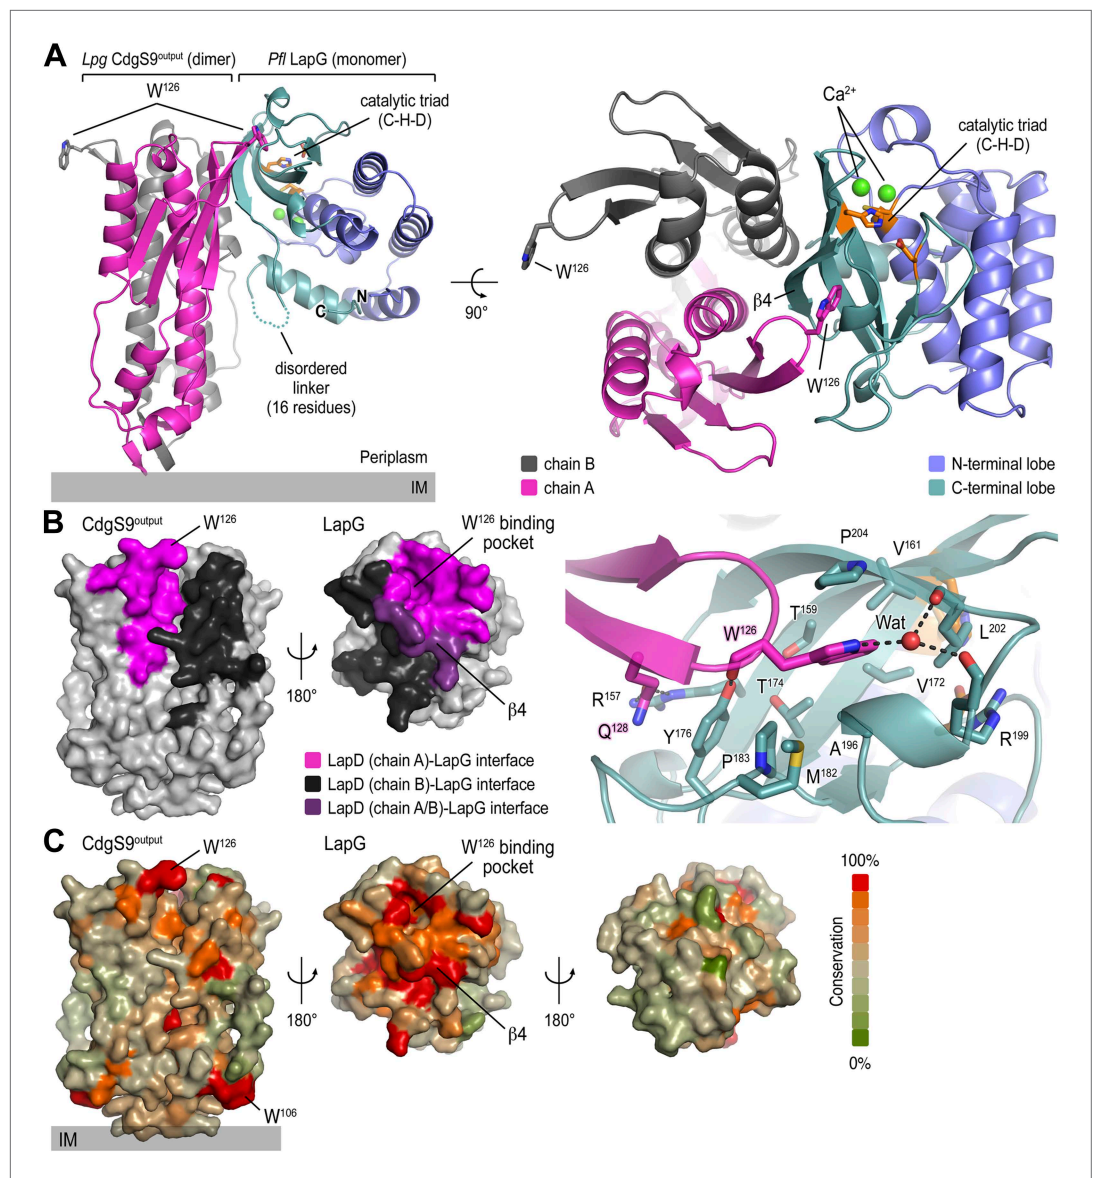 A
Lpg CdgS9output (dimer)
Pfl LapG (monomer)
W126
catalytic triad
(C-H-D)
C
N
disordered
linker
(16 residues)
Periplasm
IM
90°
Ca2+
catalytic triad
(C-H-D)
W126
β4
W126
chain B
chain A
N-terminal lobe
C-terminal lobe
B
CdgS9output
W126
LapG
W126 binding
pocket
180°
β4
LapD (chain A)-LapG interface
LapD (chain B)-LapG interface
LapD (chain A/B)-LapG interface
P204
V161
T159
Wat
W126
L202
R157
T174
V172
Q128
Y176
P183
M182
A196
R199
C
CdgS9output
W126
LapG
W126 binding
pocket
180°
β4
180°
W106
IM
100%
Conservation
0%